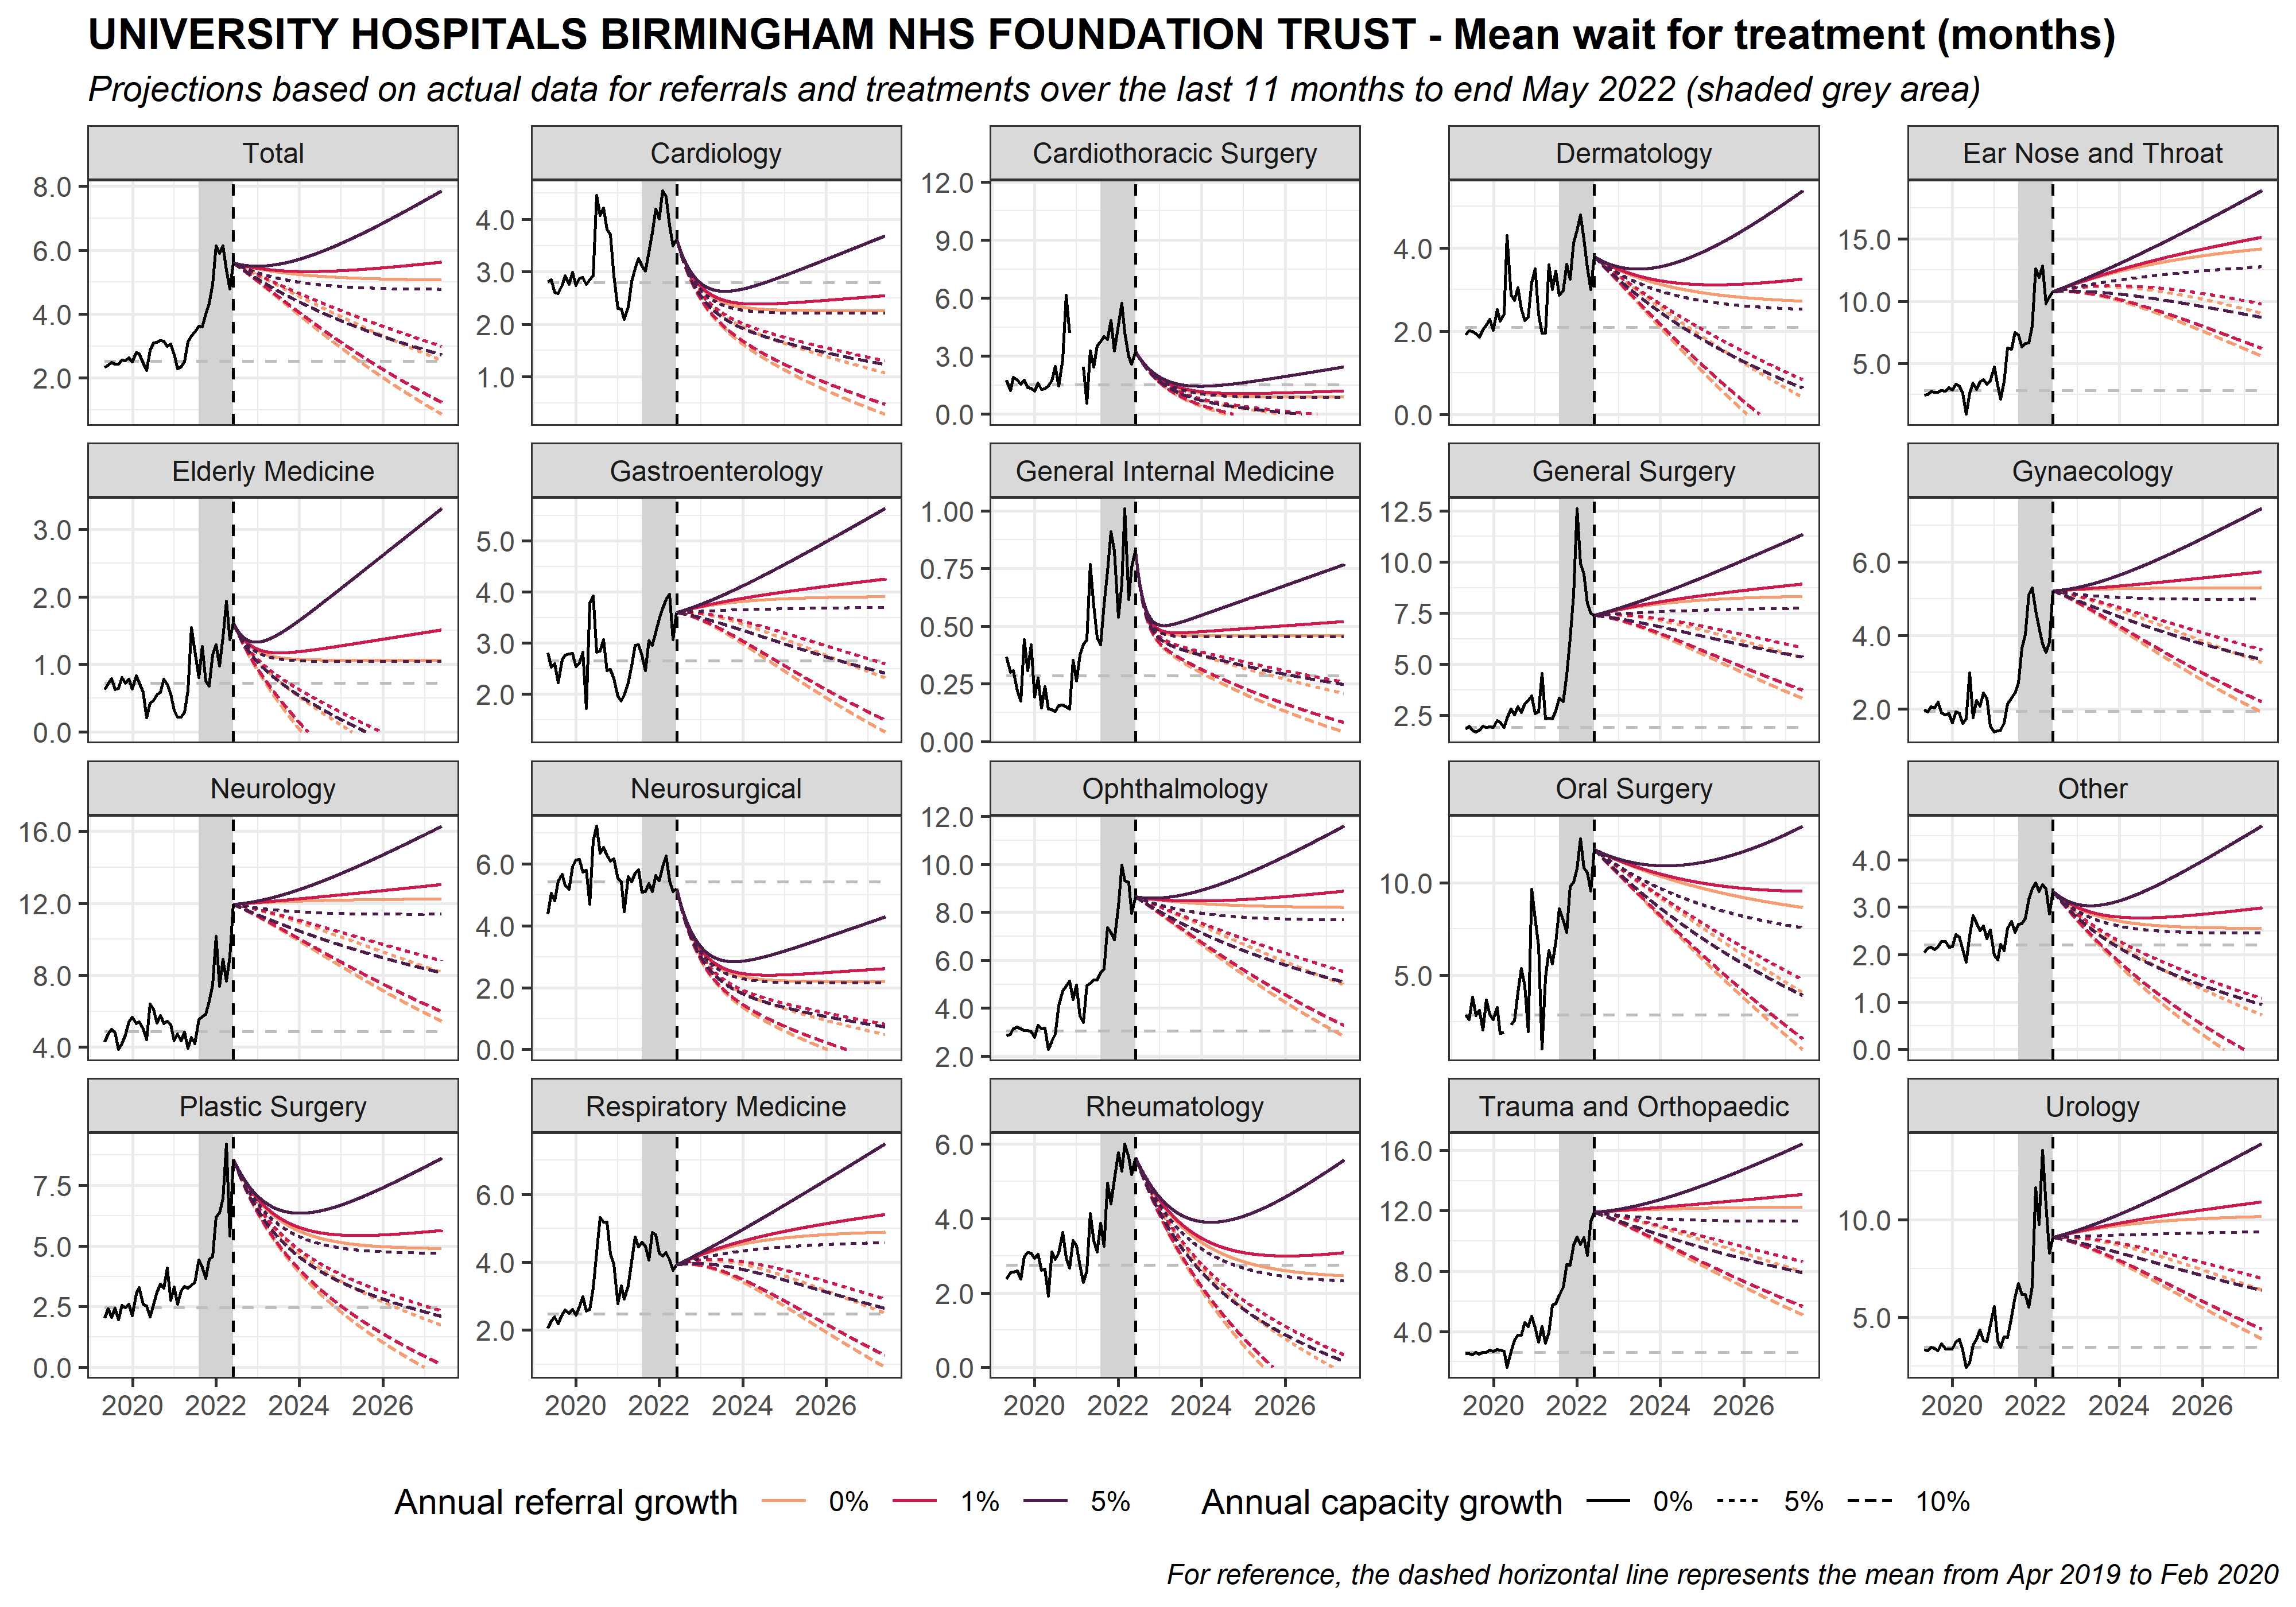 UNIVERSITY HOSPITALS BIRMINGHAM NHS FOUNDATION TRUST - Mean wait for treatment (months)
Projections based on actual data for referrals and treatments over the last 11 months to end May 2022 (shaded grey area)
Total
8.0
6.0
4.0
2.0
Cardiology
4.0
3.0
2.0
1.0
Cardiothoracic Surgery
12.0
9.0
6.0
3.0
0.0
Dermatology
4.0
2.0
0.0
Ear Nose and Throat
15.0
10.0
5.0
Elderly Medicine
3.0
2.0
1.0
0.0
Gastroenterology
5.0
4.0
3.0
2.0
General Internal Medicine
1.00
0.75
0.50
0.25
0.00
General Surgery
12.5
10.0
7.5
5.0
2.5
Gynaecology
6.0
4.0
2.0
Neurology
16.0
12.0
8.0
4.0
Neurosurgical
6.0
4.0
2.0
0.0
Ophthalmology
12.0
10.0
8.0
6.0
4.0
2.0
Oral Surgery
10.0
5.0
Other
4.0
3.0
2.0
1.0
0.0
Plastic Surgery
7.5
5.0
2.5
0.0
2020 2022 2024 2026
Respiratory Medicine
6.0
4.0
2.0
2020 2022 2024 2026
Rheumatology
6.0
4.0
2.0
0.0
2020 2022 2024 2026
Trauma and Orthopaedic
16.0
12.0
8.0
4.0
2020 2022 2024 2026
Urology
10.0
5.0
2020 2022 2024 2026
Annual referral growth 0% 1% 5% Annual capacity growth 0% 5% 10%
For reference, the dashed horizontal line represents the mean from Apr 2019 to Feb 2020